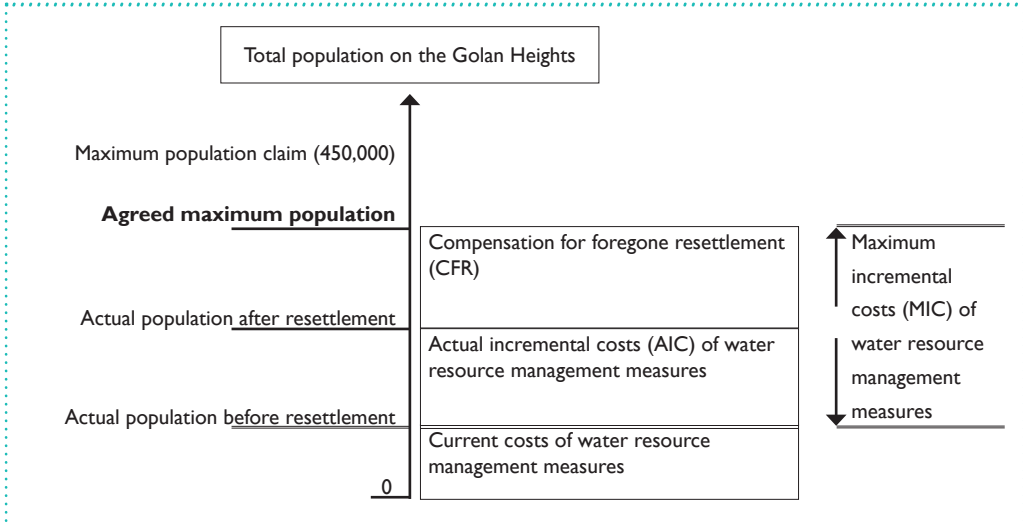 Total population on the Golan Heights
Maximum population claim (450,000)
Agreed maximum population
Compensation for foregone resettlement
(CFR)
Actual population after resettlement
Actual incremental costs (AIC) of water
resource management measures
Actual population before resettlement
Current costs of water resource
management measures
0
Maximum
incremental
costs (MIC) of
water resource
management
measures